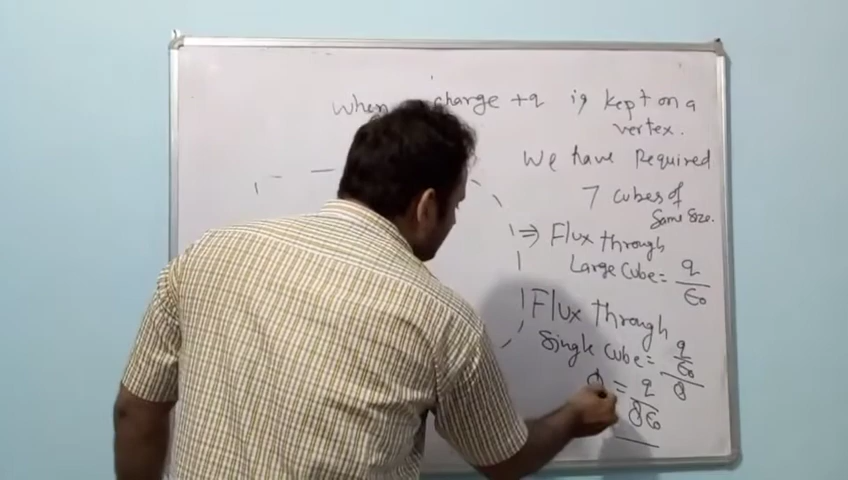 When charge +q is kept on a
vertex.
We have Required
7 cubes of
Same size.
⇒ Flux through
Large Cube = q/ε₀
Flux through
Single Cube = q/ε₀/8
ϕ = q/8ε₀